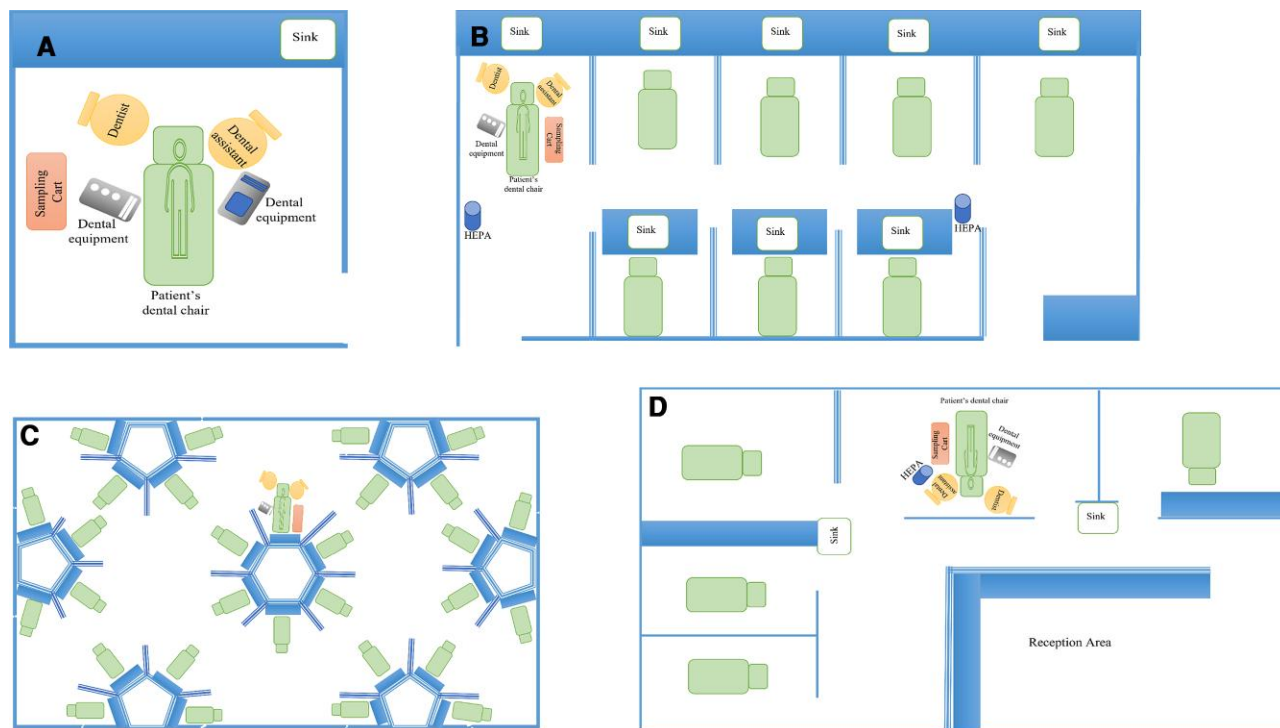 A
Sink
Dentist
Dental
assistant
Sampling
Cart
Dental
equipment
Dental
equipment
Patient's
dental chair
B
Sink
Sink
Sink
Sink
Sink
Dentist
Dental
assistant
Dental
equipment
Sampling
Cart
Patient's
dental chair
HEPA
HEPA
Sink
Sink
Sink
C
D
Patient's dental chair
Sampling
Cart
Dental
equipment
HEPA
Dental
assistant
Dentist
Sink
Sink
Reception Area